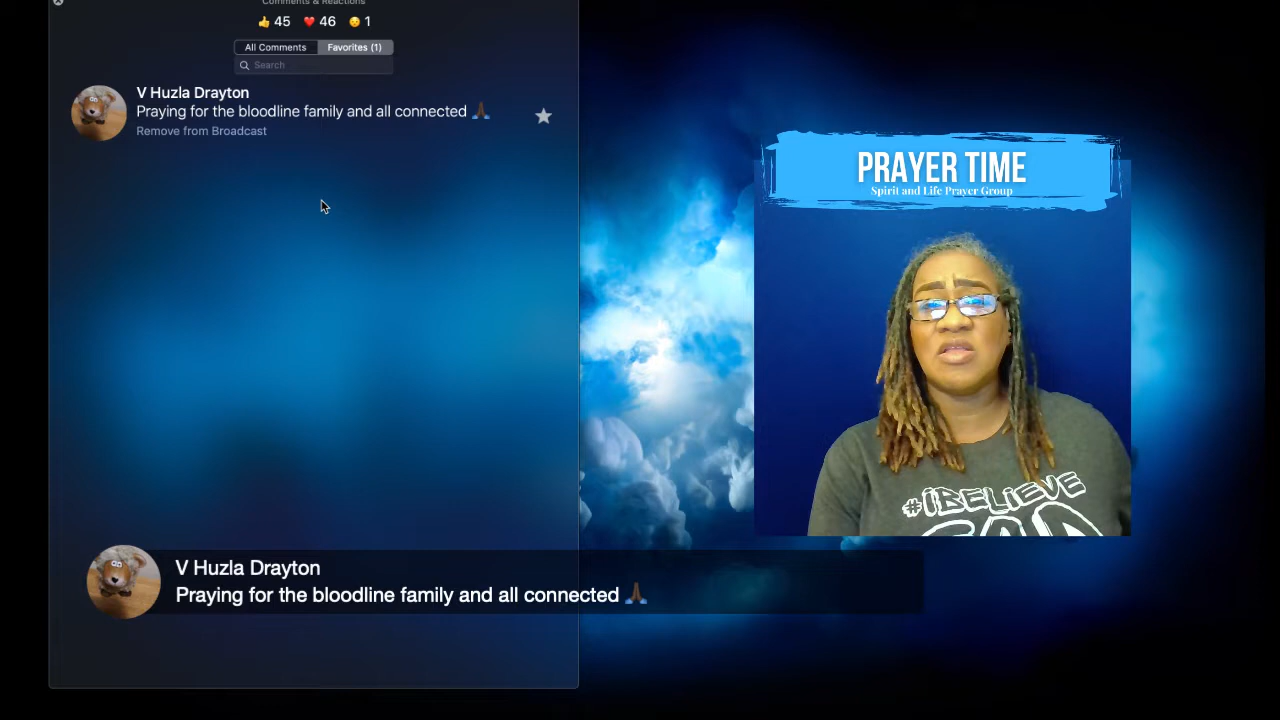 Comments & Reactions
👍 45 ❤️ 46 😟 1
All Comments Favorites (1)
Search
V Huzla Drayton
Praying for the bloodline family and all connected 🙏🏿
Remove from Broadcast
PRAYER TIME
Spirit and Life Prayer Group
#IBELIEVE
GOD
V Huzla Drayton
Praying for the bloodline family and all connected 🙏🏿